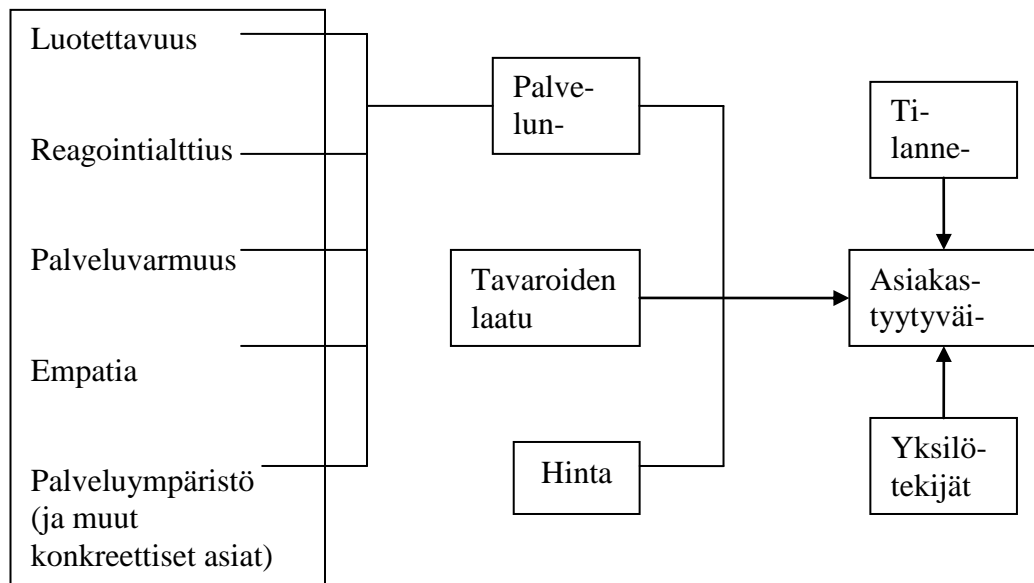 Luotettavuus
Reagointialttius
Palveluvarmuus
Empatia
Palveluympäristö
(ja muut
konkreettiset asiat)
Palve-
lun-
Tavaroiden
laatu
Hinta
Ti-
lanne-
Asiakas-
tyytyväi-
Yksilö-
tekijät